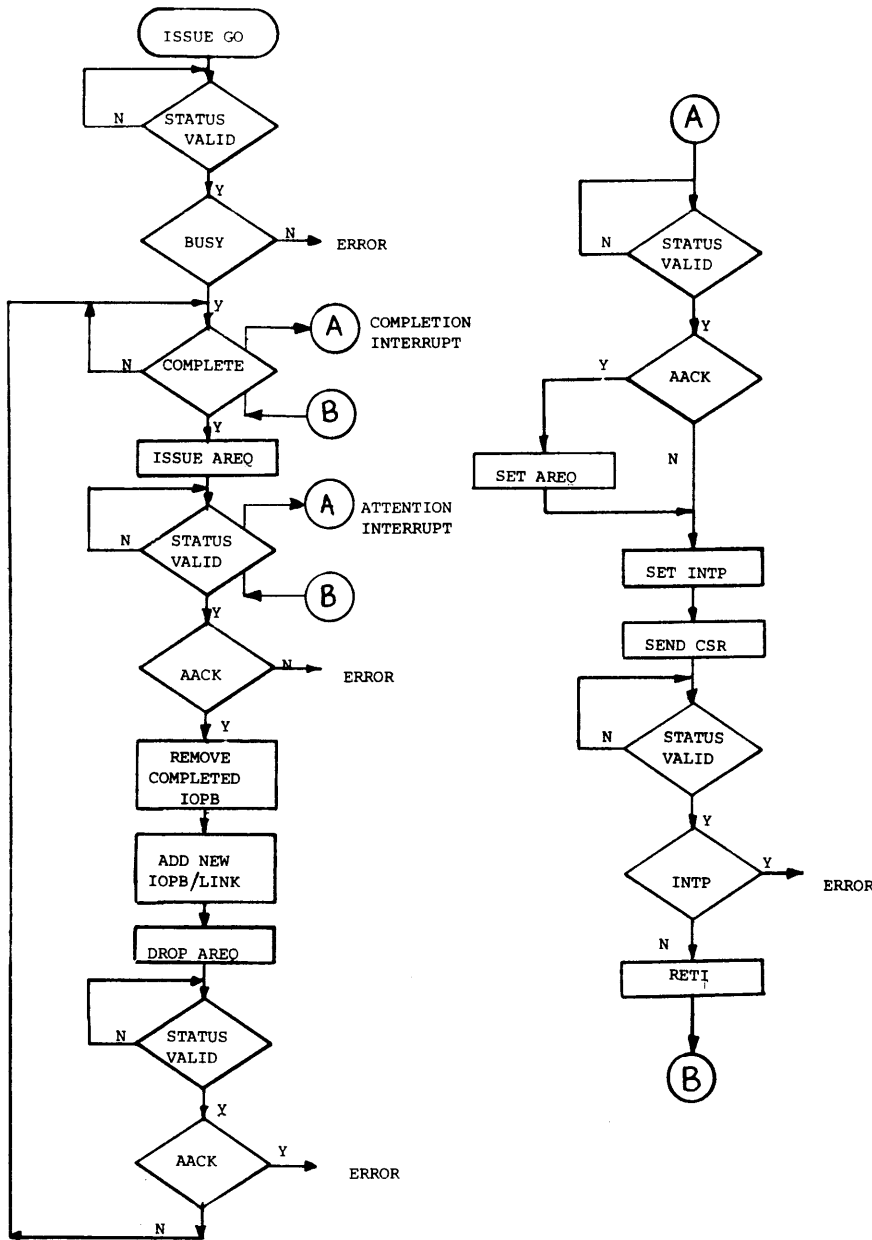 ISSUE GO
N
STATUS
VALID
Y
BUSY
N
ERROR
Y
COMPLETE
N
A
COMPLETION
INTERRUPT
B
Y
ISSUE AREQ
A
ATTENTION
INTERRUPT
N
STATUS
VALID
B
Y
AACK
N
ERROR
Y
REMOVE
COMPLETED
IOPB
ADD NEW
IOPB/LINK
DROP AREQ
N
STATUS
VALID
Y
AACK
Y
ERROR
N
A
N
STATUS
VALID
Y
Y
AACK
N
SET AREQ
SET INTP
SEND CSR
N
STATUS
VALID
Y
INTP
Y
ERROR
N
RETI
B